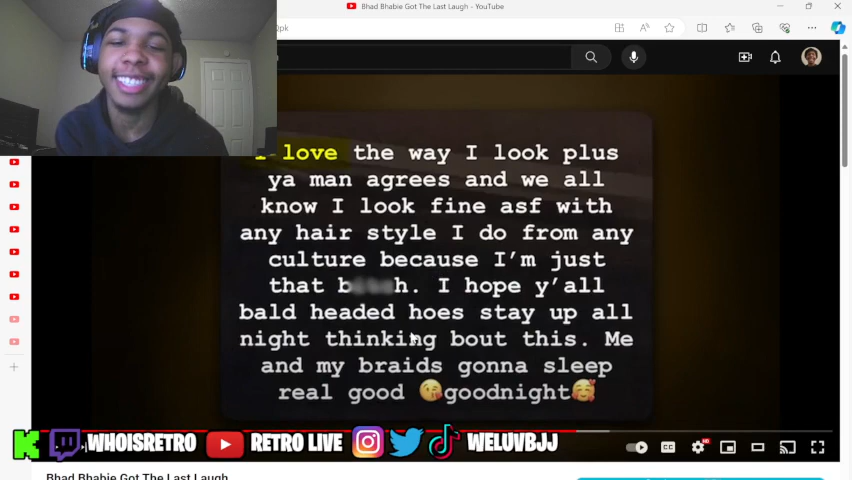 Bhad Bhabie Got The Last Laugh - YouTube
I love the way I look plus
ya man agrees and we all
know I look fine asf with
any hair style I do from any
culture because I'm just
that b h. I hope y'all
bald headed hoes stay up all
night thinking bout this. Me
and my braids gonna sleep
real good 😘goodnight🥰
WHOISRETRO RETRO LIVE WELUVBJJ
Bhad Bhabie Got The Last Laugh